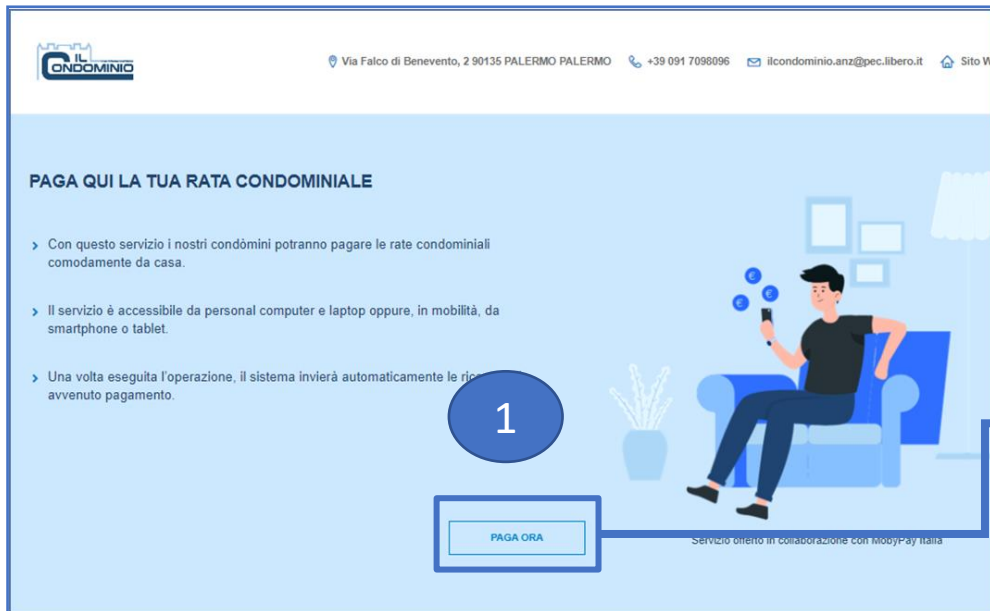 IL
CONDOMINIO
Via Falco di Benevento, 2 90135 PALERMO PALERMO +39 091 7098096 ilcondominio.anz@pec.libero.it Sito W
PAGA QUI LA TUA RATA CONDOMINIALE
Con questo servizio i nostri condòmini potranno pagare le rate condominiali
comodamente da casa.
Il servizio è accessibile da personal computer e laptop oppure, in mobilità, da
smartphone o tablet.
Una volta eseguita l'operazione, il sistema invierà automaticamente le
avvenuto pagamento.
1
PAGA ORA
Servizio offerto in collaborazione con MobyPay Italia